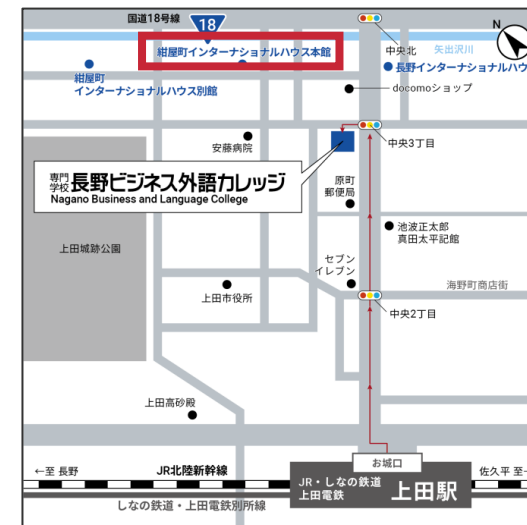 国道18号線
18
N
紺屋町インターナショナルハウス本館
中央北
矢出沢川
長野インターナショナルハウ
紺屋町
インターナショナルハウス別館
docomoショップ
安藤病院
中央3丁目
専門
学校
長野ビジネス外語カレッジ
Nagano Business and Language College
原町
郵便局
池波正太郎
真田太平記館
上田城跡公園
セブン
イレブン
上田市役所
海野町商店街
中央2丁目
上田高砂殿
お城口
←至 長野
JR北陸新幹線
佐久平 至→
JR・しなの鉄道
上田電鉄
上田駅
しなの鉄道・上田電鉄別所線